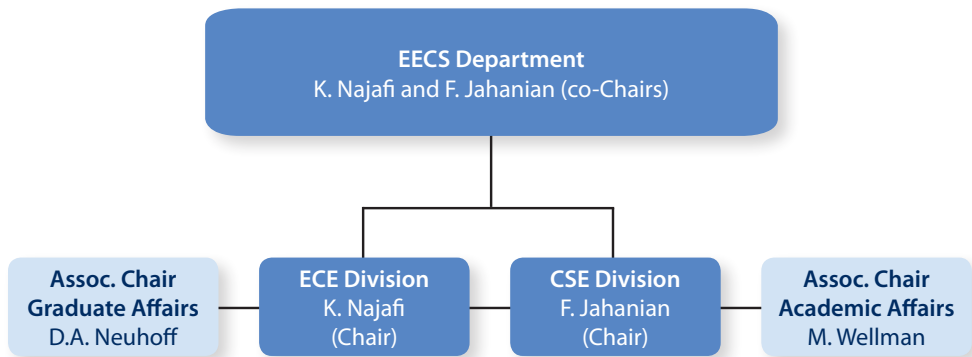 EECS Department
K. Najafi and F. Jahanian (co-Chairs)
Assoc. Chair
Graduate Affairs
D.A. Neuhoff
ECE Division
K. Najafi
(Chair)
CSE Division
F. Jahanian
(Chair)
Assoc. Chair
Academic Affairs
M. Wellman